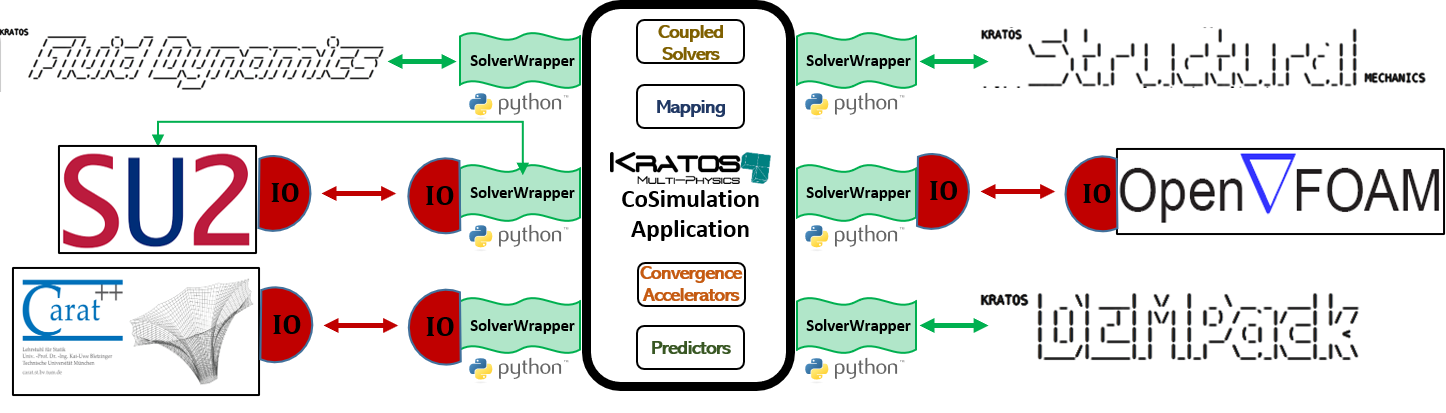 KRATOS
Fluid Dynamics
SolverWrapper
python™
SU2
IO
IO
SolverWrapper
python™
Carat++
Lehrstuhl für Statik
Univ. -Prof. Dr. -Ing. Kai-Uwe Bletzinger
Technische Universität München
carat.st.bv.tum.de
IO
IO
SolverWrapper
python™
Coupled
Solvers
Mapping
KRATOS
MULTI-PHYSICS
CoSimulation
Application
Convergence
Accelerators
Predictors
SolverWrapper
python™
KRATOS
Structural
MECHANICS
SolverWrapper
python™
IO
IO
Open∇FOAM
SolverWrapper
python™
KRATOS
DEMPack